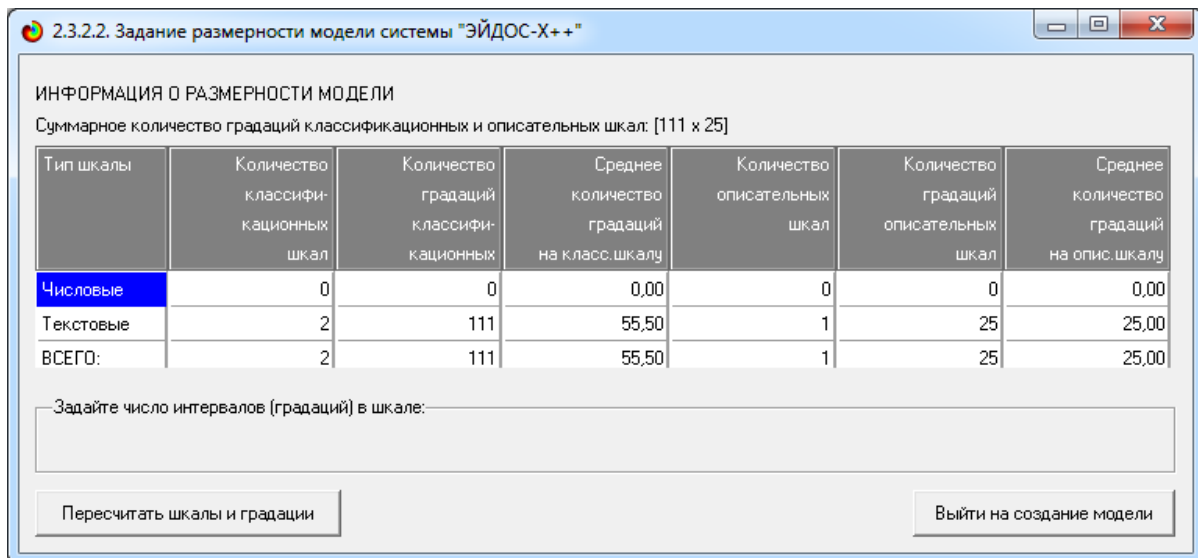 2.3.2.2. Задание размерности модели системы "ЭЙДОС-X++"
ИНФОРМАЦИЯ О РАЗМЕРНОСТИ МОДЕЛИ
Суммарное количество градаций классификационных и описательных шкал: [111 x 25]
Тип шкалы Количество классифи- кационных шкал Количество градаций классифи- кационных Среднее количество градаций на класс.шкалу Количество описательных шкал Количество градаций описательных шкал Среднее количество градаций на опис.шкалу
Числовые 0 0 0,00 0 0 0,00
Текстовые 2 111 55,50 1 25 25,00
ВСЕГО: 2 111 55,50 1 25 25,00
Задайте число интервалов (градаций) в шкале:
Пересчитать шкалы и градации Выйти на создание модели